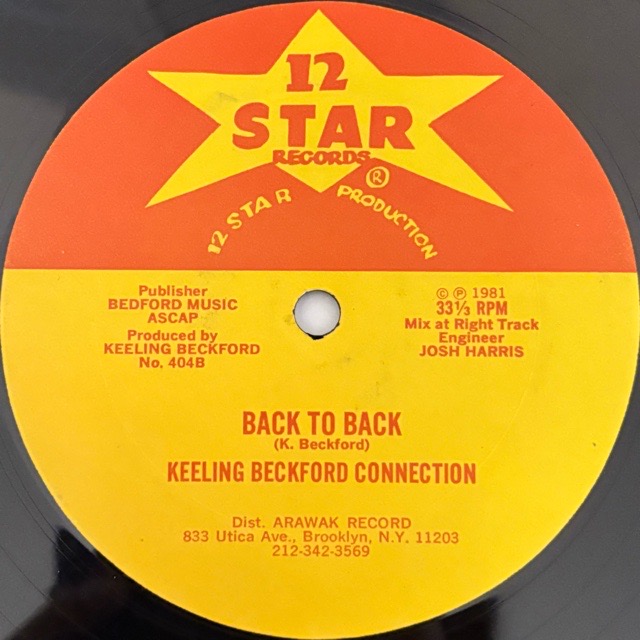 12
STAR
RECORDS
®
12 STAR PRODUCTION
Publisher
BEDFORD MUSIC
ASCAP
Produced by
KEELING BECKFORD
No. 404B
© ℗ 1981
33⅓ RPM
Mix at Right Track
Engineer
JOSH HARRIS
BACK TO BACK
(K. Beckford)
KEELING BECKFORD CONNECTION
Dist. ARAWAK RECORD
833 Utica Ave., Brooklyn, N.Y. 11203
212-342-3569